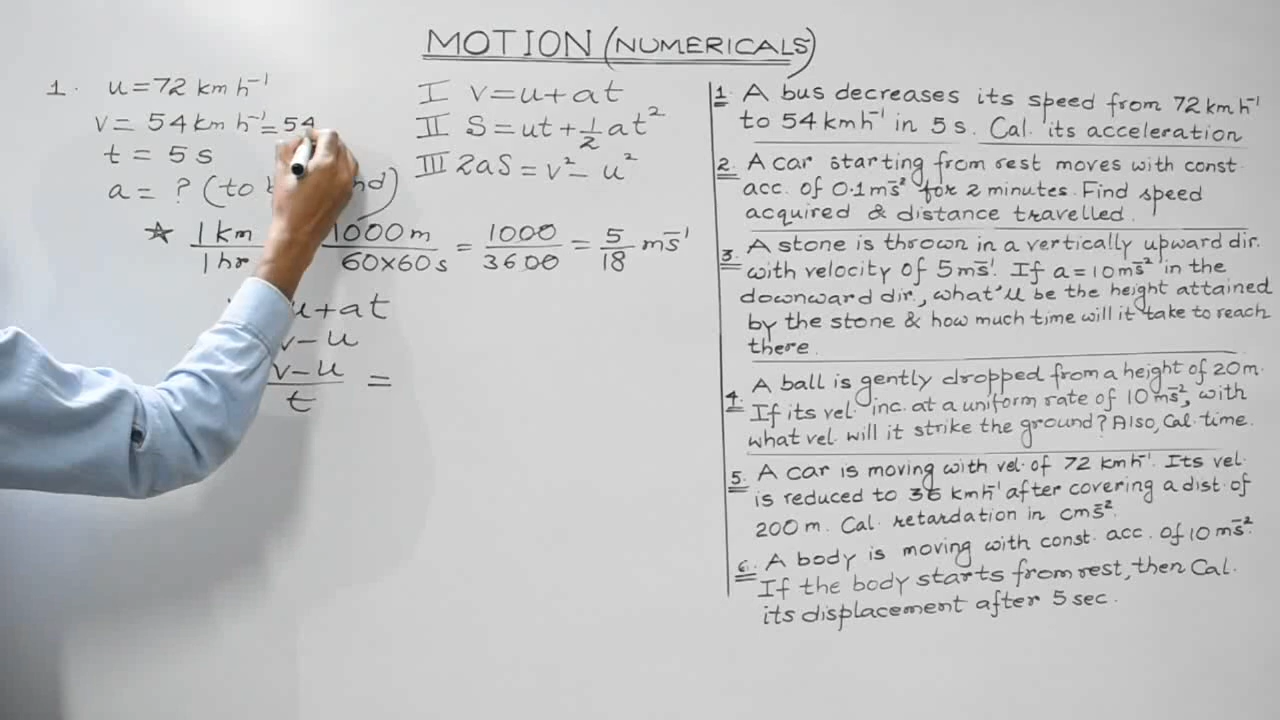 MOTION (NUMERICALS)
1. u = 72 km h⁻¹
v = 54 km h⁻¹ = 54
t = 5 s
a = ? (to nd)
☆ 1 km / 1 hr 1000 m / 60×60 s = 1000 / 3600 = 5 / 18 ms⁻¹
u + at
v – u
v – u / t =
I v = u + at
II S = ut + 1/2 at²
III 2aS = v² – u²
1. A bus decreases its speed from 72 km h⁻¹
to 54 kmh⁻¹ in 5 s. Cal. its acceleration
2. A car starting from rest moves with const.
acc. of 0.1 ms⁻² for 2 minutes. Find speed
acquired & distance travelled.
3. A stone is thrown in a vertically upward dir.
with velocity of 5 ms⁻¹. If a = 10 ms⁻² in the
downward dir., what'll be the height attained
by the stone & how much time will it take to reach
there.
4. A ball is gently dropped from a height of 20 m.
If its vel. inc. at a uniform rate of 10 ms⁻², with
what vel. will it strike the ground? Also, Cal. time.
5. A car is moving with vel. of 72 kmh⁻¹. Its vel.
is reduced to 36 kmh⁻¹ after covering a dist. of
200 m. Cal. retardation in cms⁻².
6. A body is moving with const. acc. of 10 ms⁻².
If the body starts from rest, then Cal.
its displacement after 5 sec.